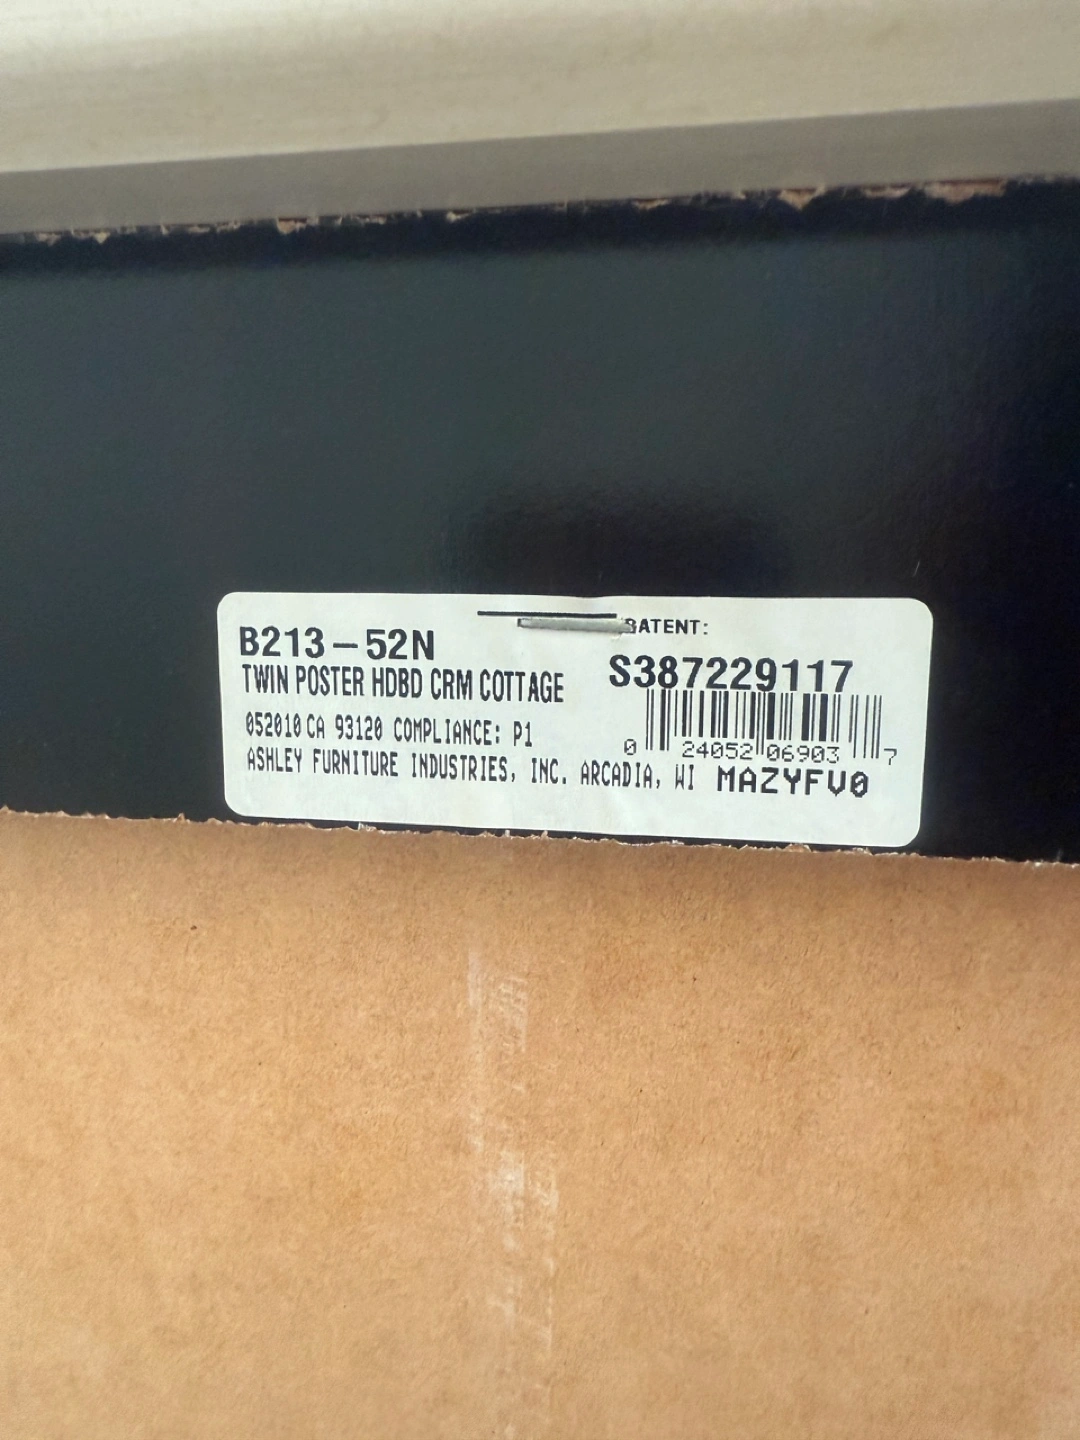 B213-52N
TWIN POSTER HDBD CRM COTTAGE
052010 CA 93120 COMPLIANCE: P1
ASHLEY FURNITURE INDUSTRIES, INC. ARCADIA, WI
PATENT:
S387229117
0 24052 06903 7
MAZYFV0